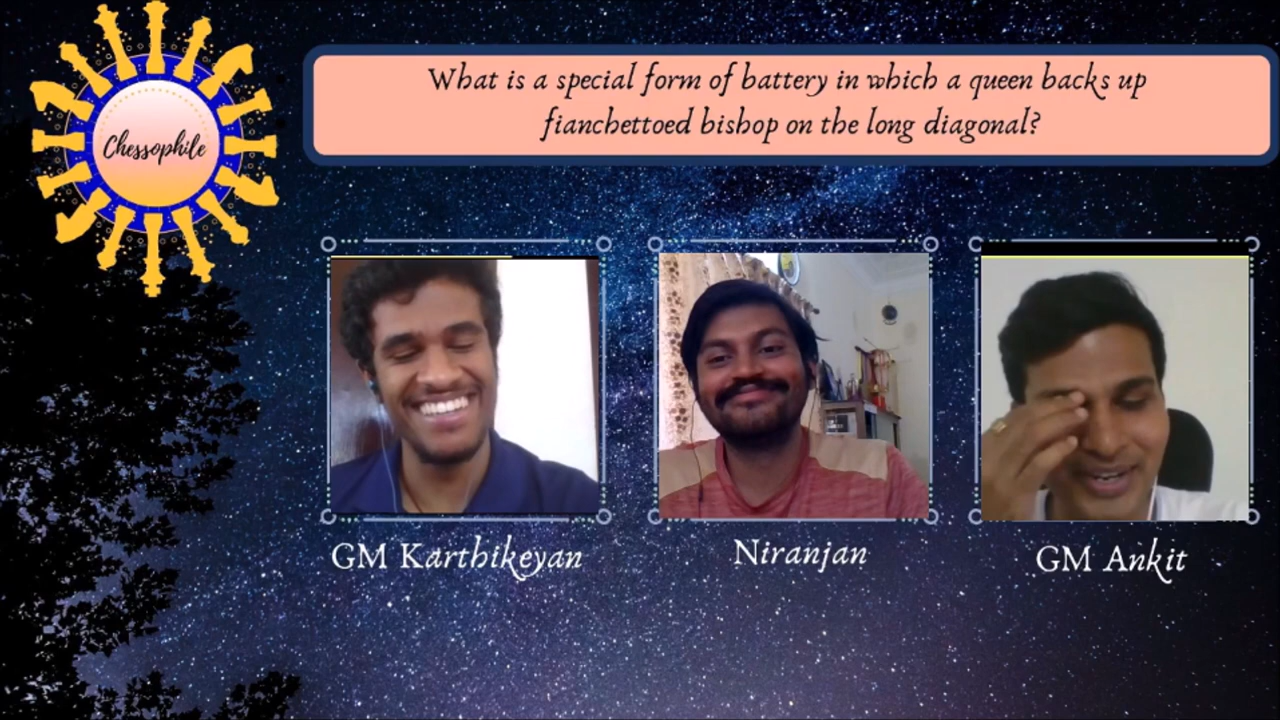 Chessophile
What is a special form of battery in which a queen backs up
fianchettoed bishop on the long diagonal?
GM Karthikeyan
Niranjan
GM Ankit